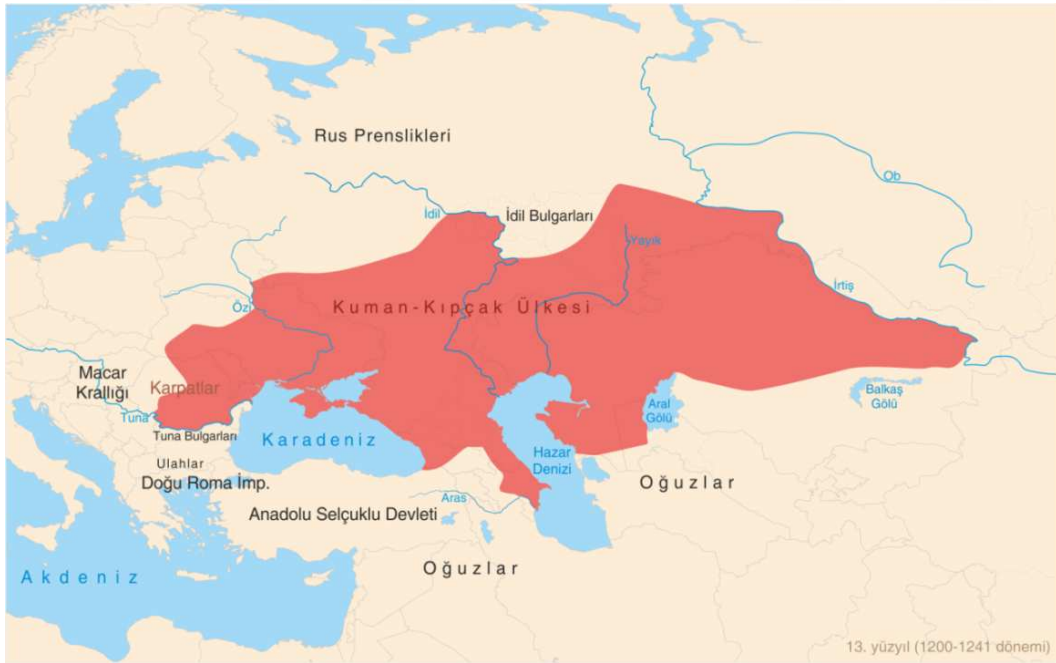 Rus Prenslikleri
Ob
İdil
İdil Bulgarları
Yayık
İrtiş
Özi
Kuman-Kıpçak Ülkesi
Macar
Krallığı
Karpatlar
Balkaş
Gölü
Aral
Gölü
Tuna
Tuna Bulgarları
Karadeniz
Hazar
Denizi
Ulahlar
Doğu Roma İmp.
Oğuzlar
Aras
Anadolu Selçuklu Devleti
Oğuzlar
Akdeniz
13. yüzyıl (1200-1241 dönemi)